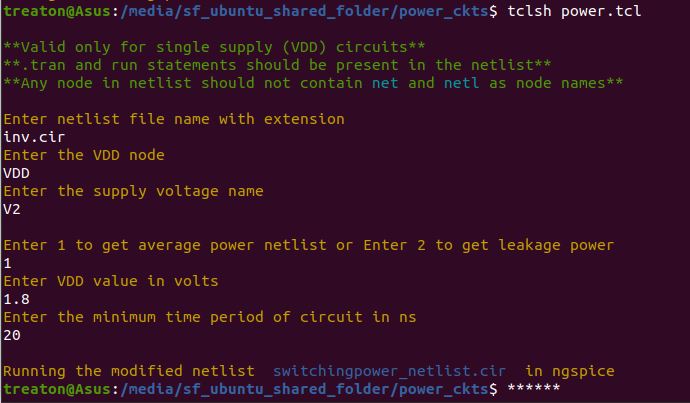 treaton@Asus:/media/sf_ubuntu_shared_folder/power_ckts$ tclsh power.tcl
**Valid only for single supply (VDD) circuits**
**.tran and run statements should be present in the netlist**
**Any node in netlist should not contain net and netl as node names**
Enter netlist file name with extension
inv.cir
Enter the VDD node
VDD
Enter the supply voltage name
V2
Enter 1 to get average power netlist or Enter 2 to get leakage power
1
Enter VDD value in volts
1.8
Enter the minimum time period of circuit in ns
20
Running the modified netlist  switchingpower_netlist.cir  in ngspice
treaton@Asus:/media/sf_ubuntu_shared_folder/power_ckts$ ******